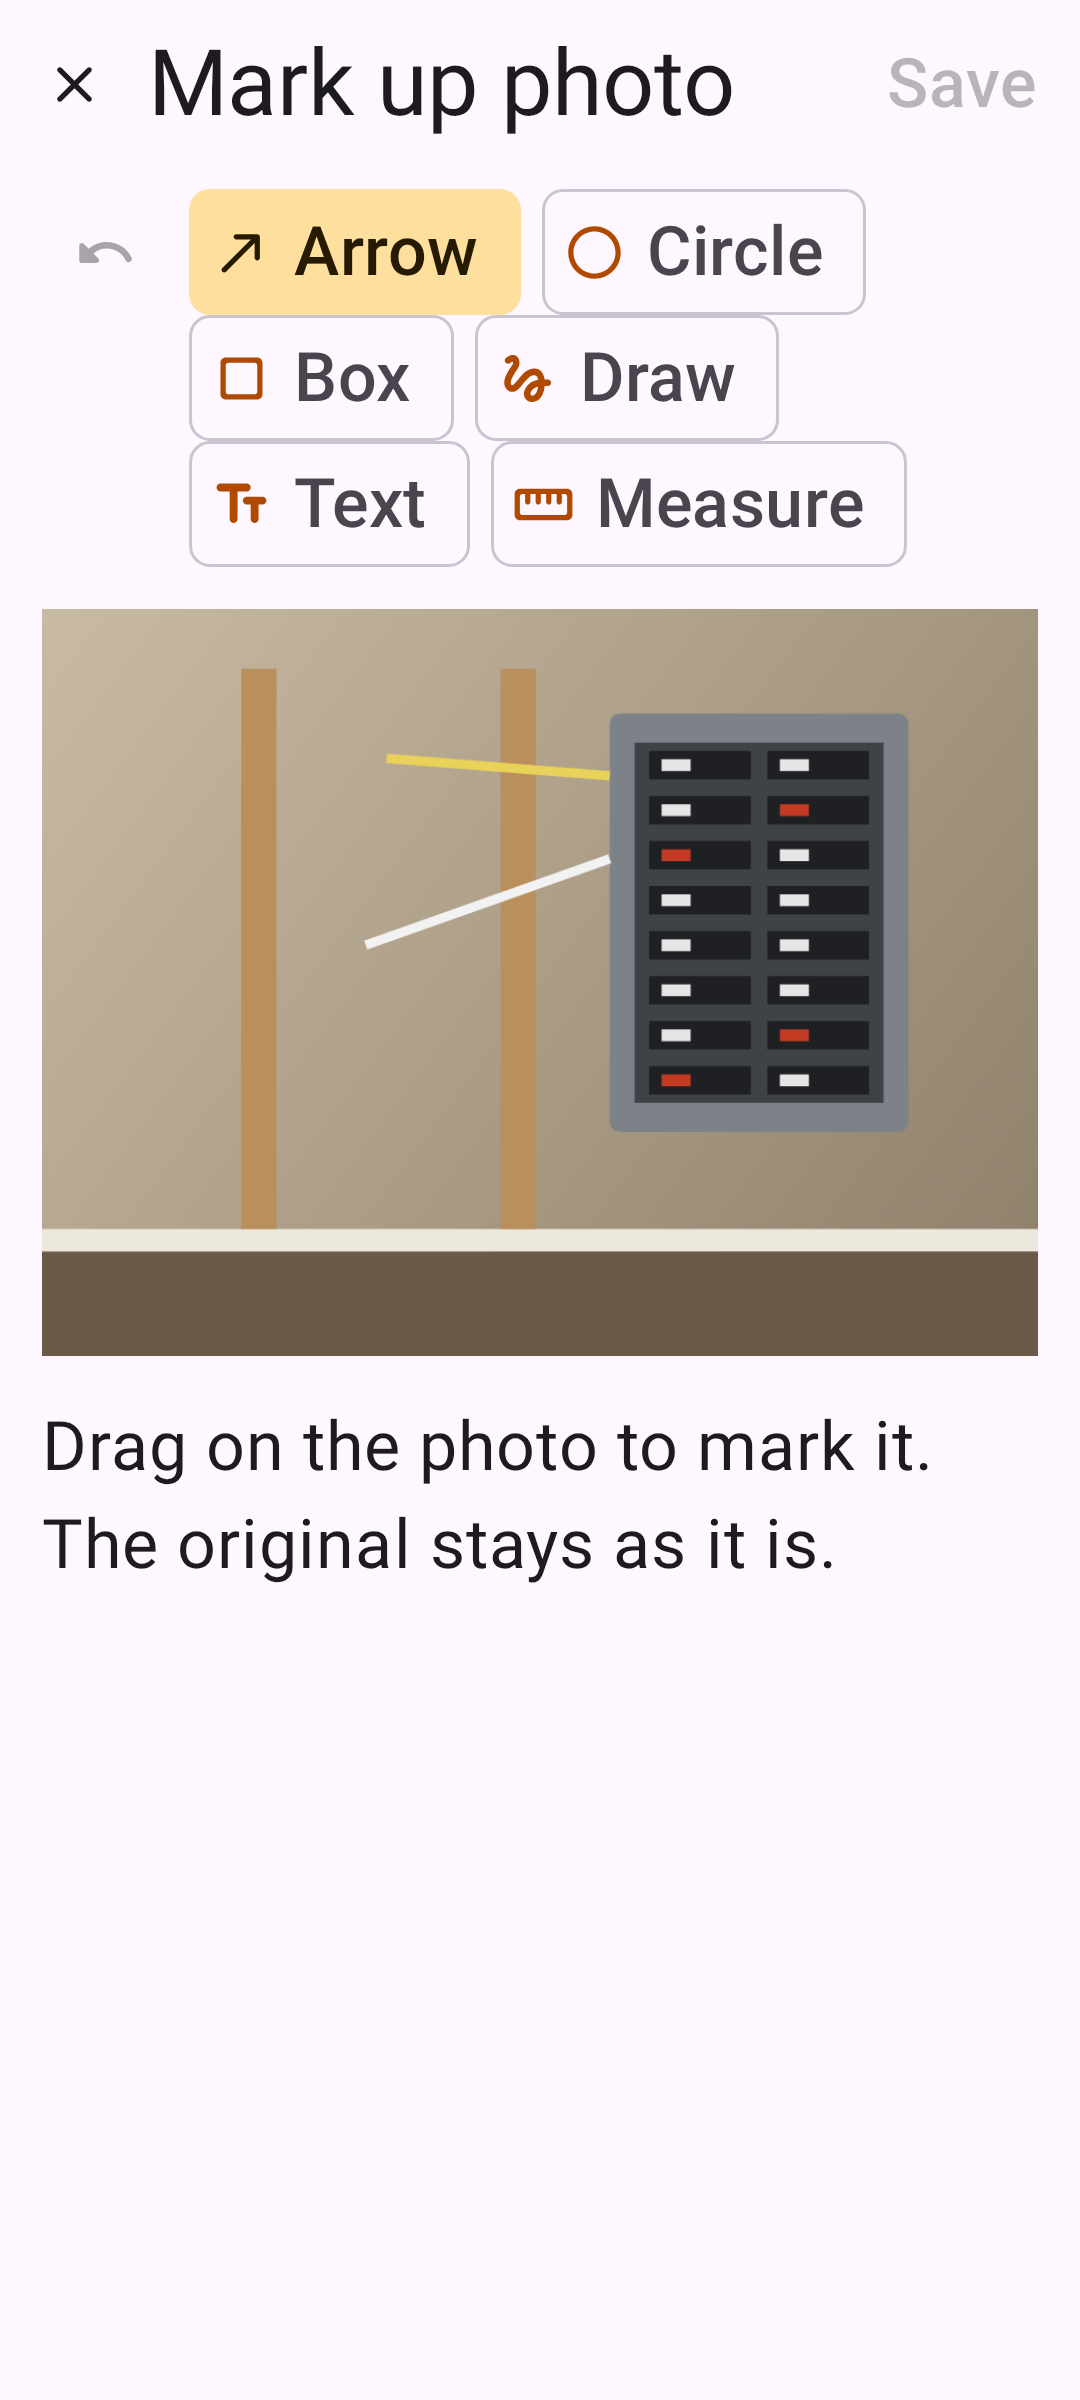 Mark up photo Save
Arrow Circle
Box Draw
Text Measure
Drag on the photo to mark it.
The original stays as it is.